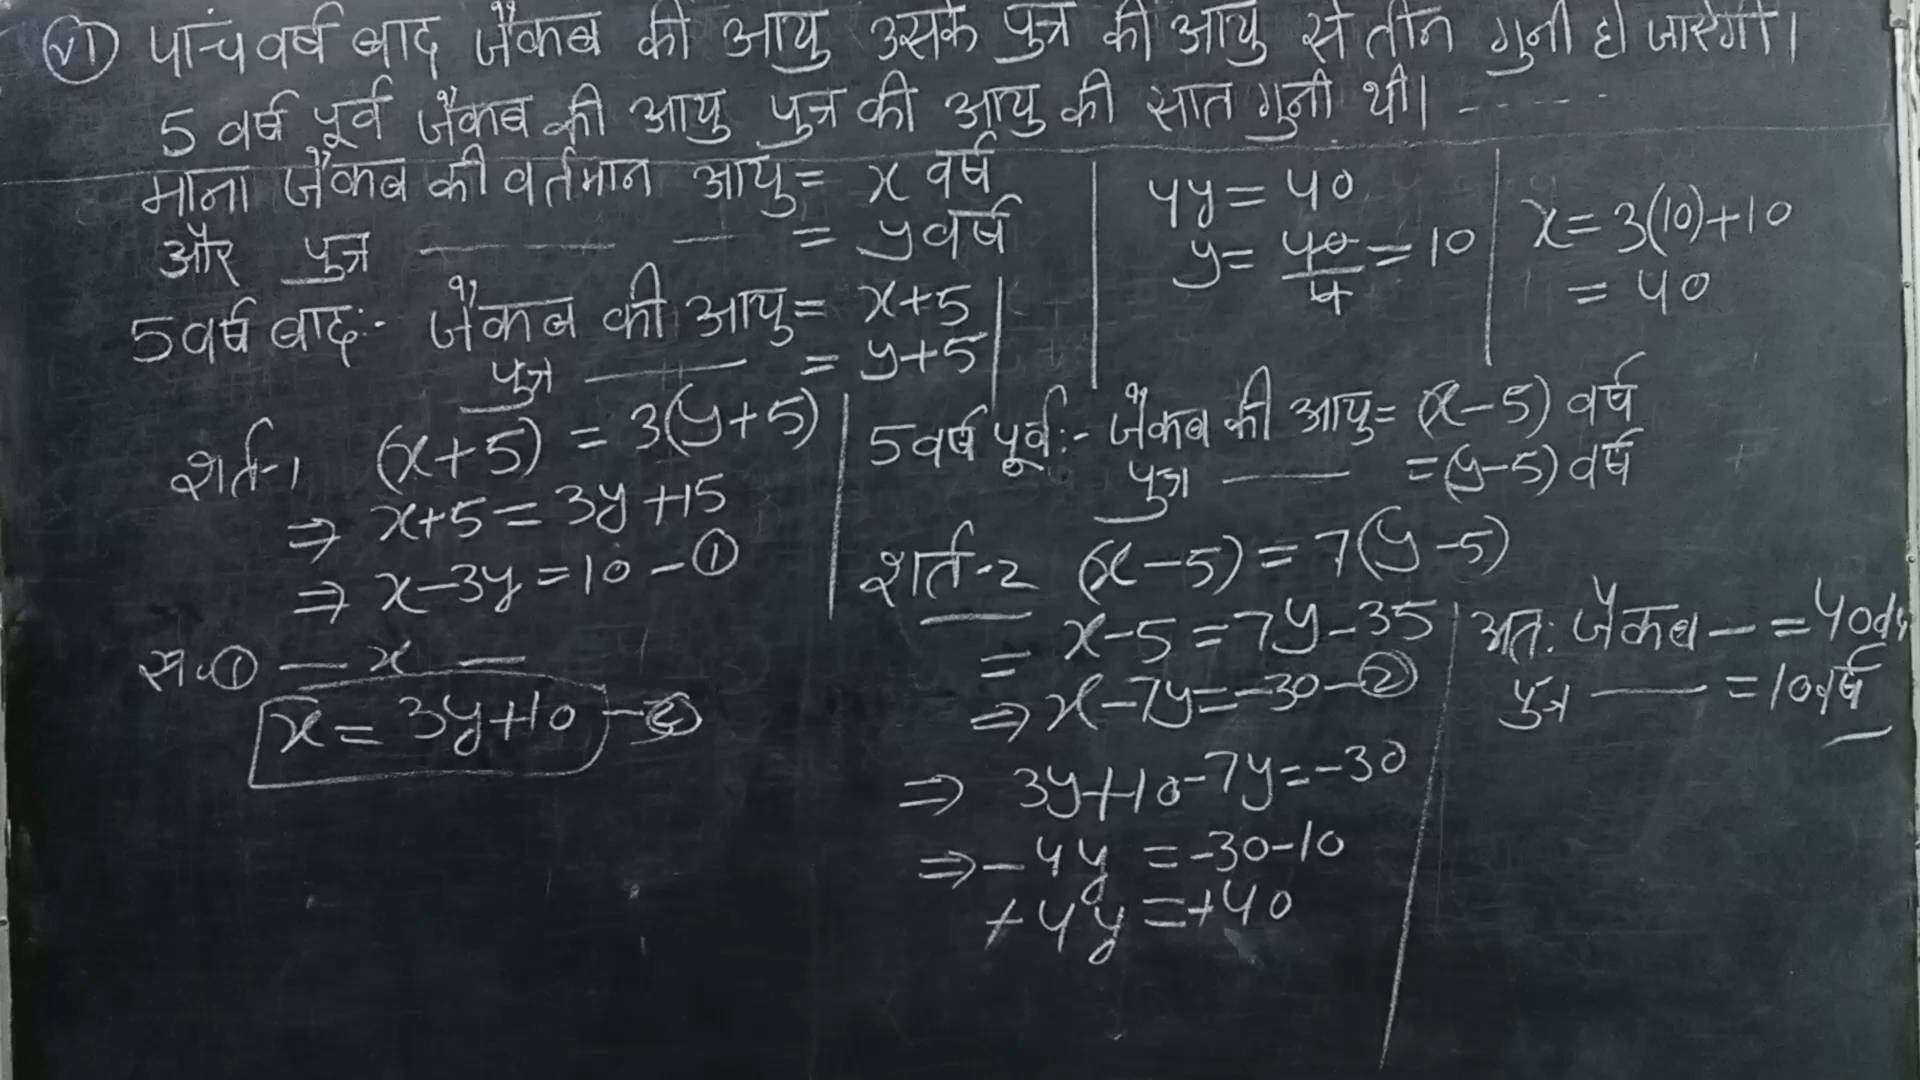 (vi) पांच वर्ष बाद जैकब की आयु उसके पुत्र की आयु से तीन गुनी हो जाएगी।
5 वर्ष पूर्व जैकब की आयु पुत्र की आयु की सात गुनी थी। ------
माना जैकब की वर्तमान आयु = x वर्ष
और पुत्र —— — = y वर्ष
5 वर्ष बाद:- जैकब की आयु = x+5
पुत्र —— = y+5
शर्त-1 (x+5) = 3(y+5)
⇒ x+5 = 3y+15
⇒ x-3y = 10 - ①
स.① — x —
x = 3y+10
4y = 40
y = 40/4 = 10
x = 3(10)+10
= 40
5 वर्ष पूर्व:- जैकब की आयु = (x-5) वर्ष
पुत्र —— = (y-5) वर्ष
शर्त-2 (x-5) = 7(y-5)
= x-5 = 7y-35
⇒ x-7y = -30 - ②
⇒ 3y+10-7y = -30
⇒ -4y = -30-10
+4y = +40
अत: जैकब — = 40
पुत्र —— = 10 वर्ष